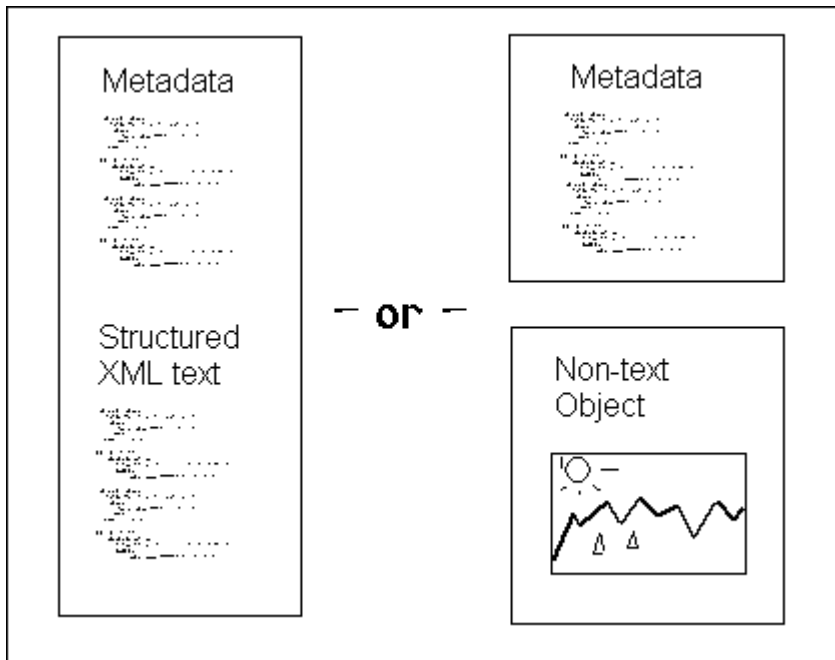 Metadata
Structured
XML text
- or -
Metadata
Non-text
Object